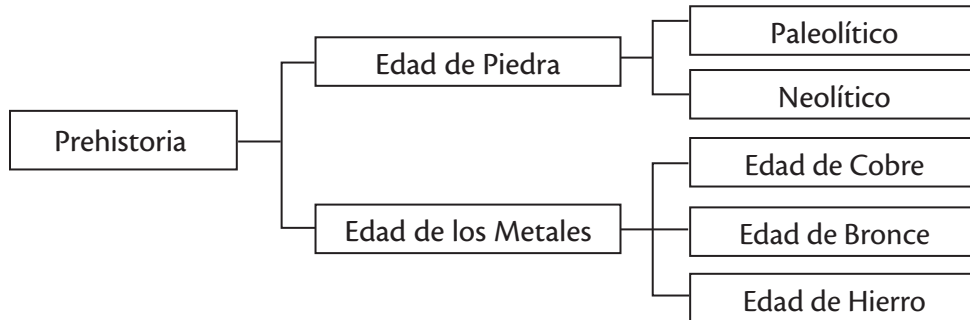 Prehistoria
Edad de Piedra
Paleolítico
Neolítico
Edad de los Metales
Edad de Cobre
Edad de Bronce
Edad de Hierro